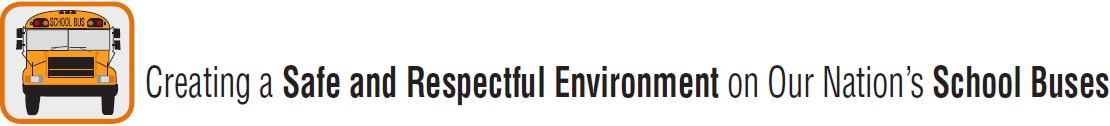 SCHOOL BUS
Creating a Safe and Respectful Environment on Our Nation's School Buses